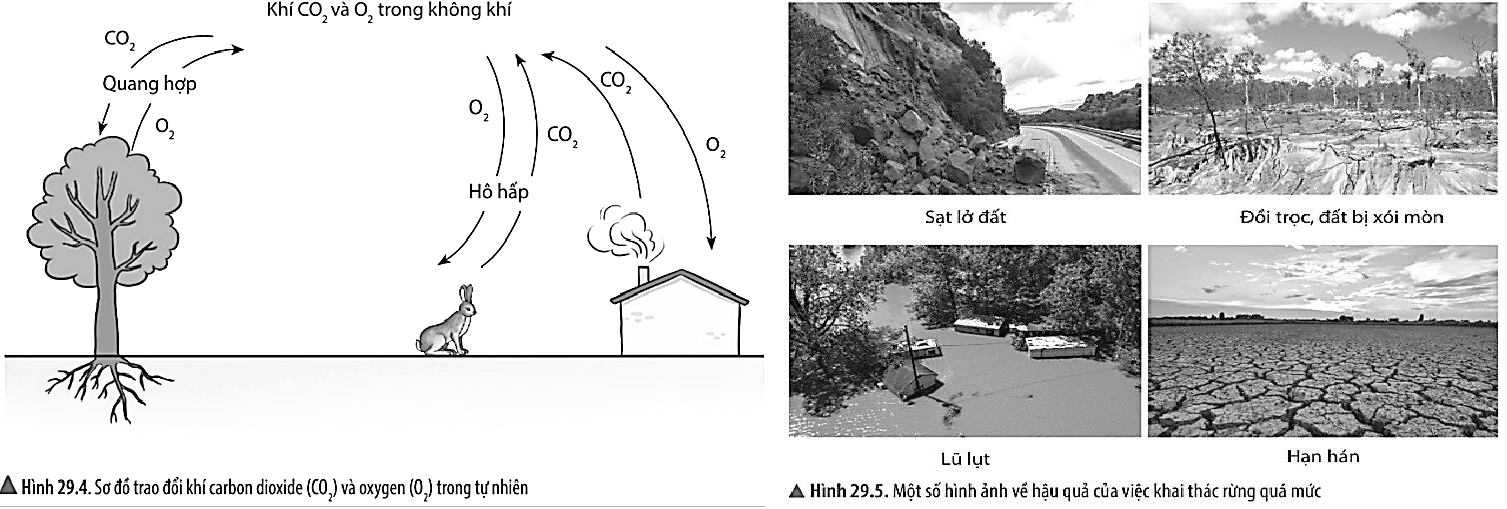 Khí CO₂ và O₂ trong không khí
CO₂
Quang hợp
O₂
O₂
CO₂
Hô hấp
CO₂
O₂
▲ Hình 29.4. Sơ đồ trao đổi khí carbon dioxide (CO₂) và oxygen (O₂) trong tự nhiên
Sạt lở đất
Đồi trọc, đất bị xói mòn
Lũ lụt
Hạn hán
▲ Hình 29.5. Một số hình ảnh về hậu quả của việc khai thác rừng quá mức